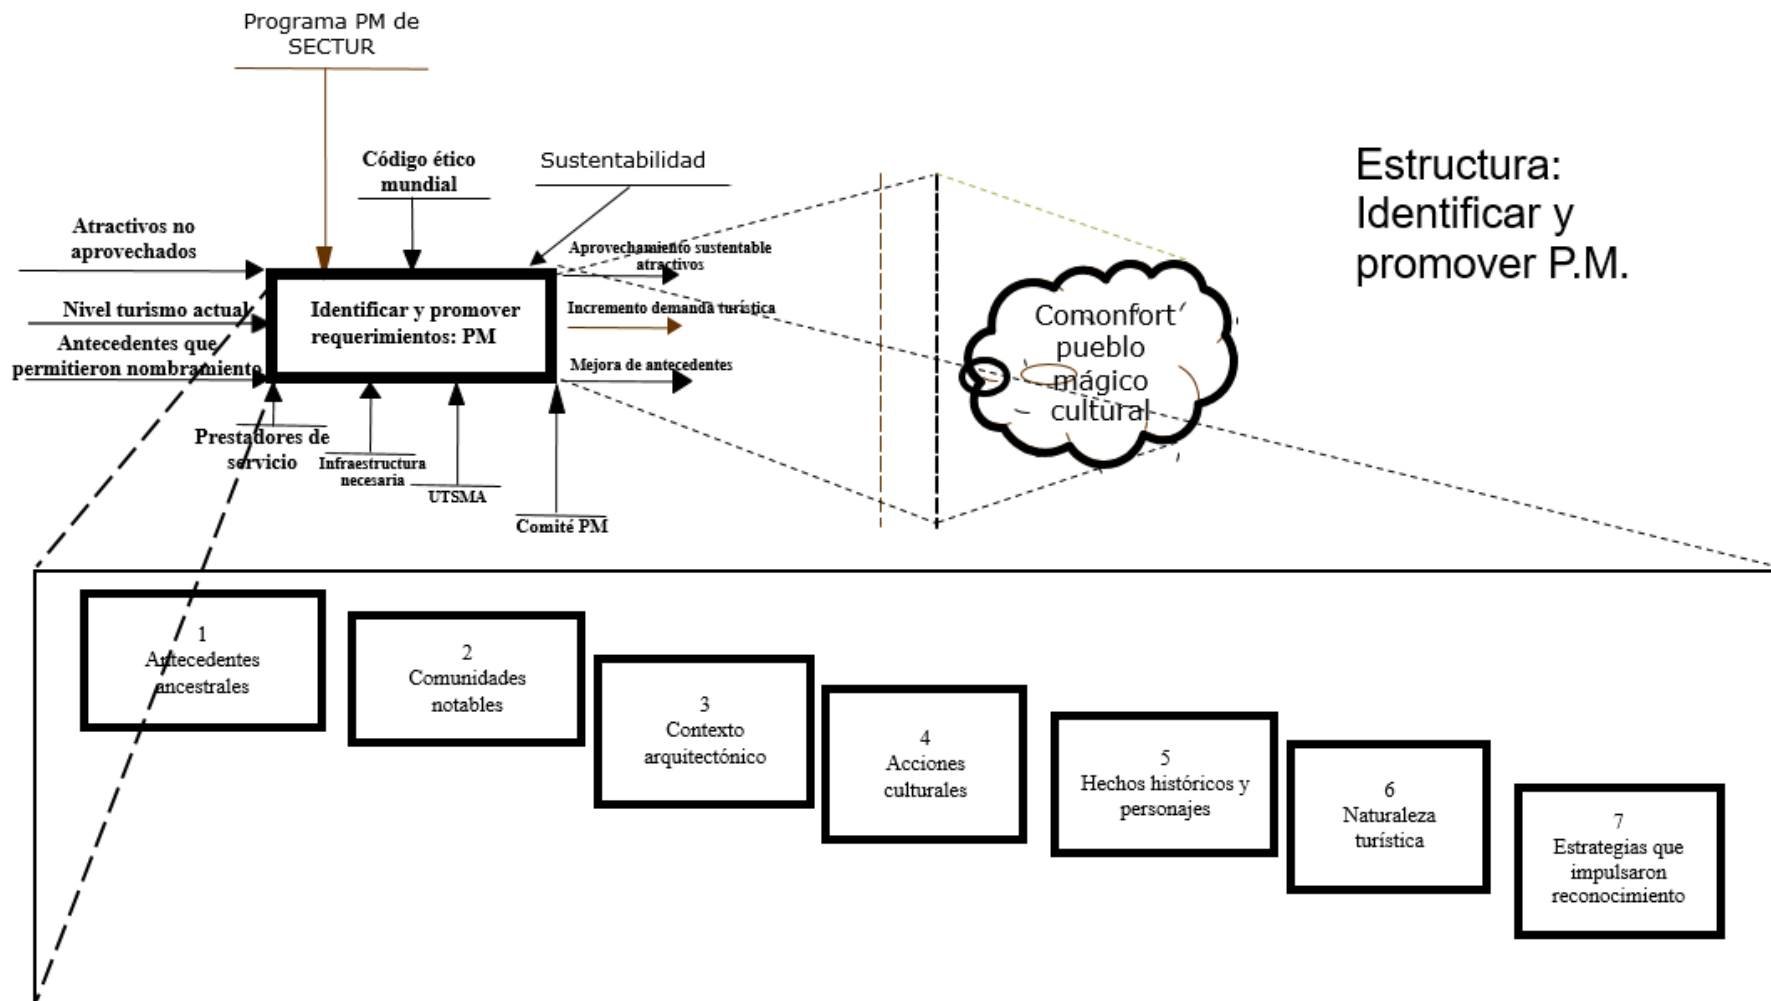 Programa PM de
SECTUR
Código ético
mundial
Sustentabilidad
Estructura:
Identificar y
promover P.M.
Atractivos no
aprovechados
Nivel turismo actual
Antecedentes que
permitieron nombramiento
Identificar y promover
requerimientos: PM
Aprovechamiento sustentable
atractivos
Incremento demanda turística
Mejora de antecedentes
Comonfort
pueblo
mágico
cultural
Prestadores de
servicio
Infraestructura
necesaria
UTSMA
Comité PM
1
Antecedentes
ancestrales
2
Comunidades
notables
3
Contexto
arquitectónico
4
Acciones
culturales
5
Hechos históricos y
personajes
6
Naturaleza
turística
7
Estrategias que
impulsaron
reconocimiento